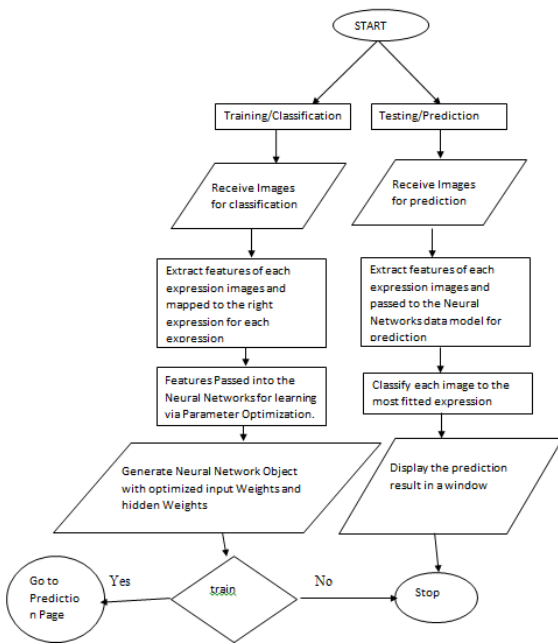 START
Training/Classification
Testing/Prediction
Receive Images
for classification
Receive Images
for prediction
Extract features of each
expression images and
mapped to the right
expression for each
expression
Extract features of each
expression images and
passed to the Neural
Networks data model for
prediction
Features Passed into the
Neural Networks for learning
via Parameter Optimization.
Classify each image to the
most fitted expression
Generate Neural Network Object
with optimized input Weights and
hidden Weights
Display the prediction
result in a window
Go to
Predictio
n Page
Yes
train
No
Stop